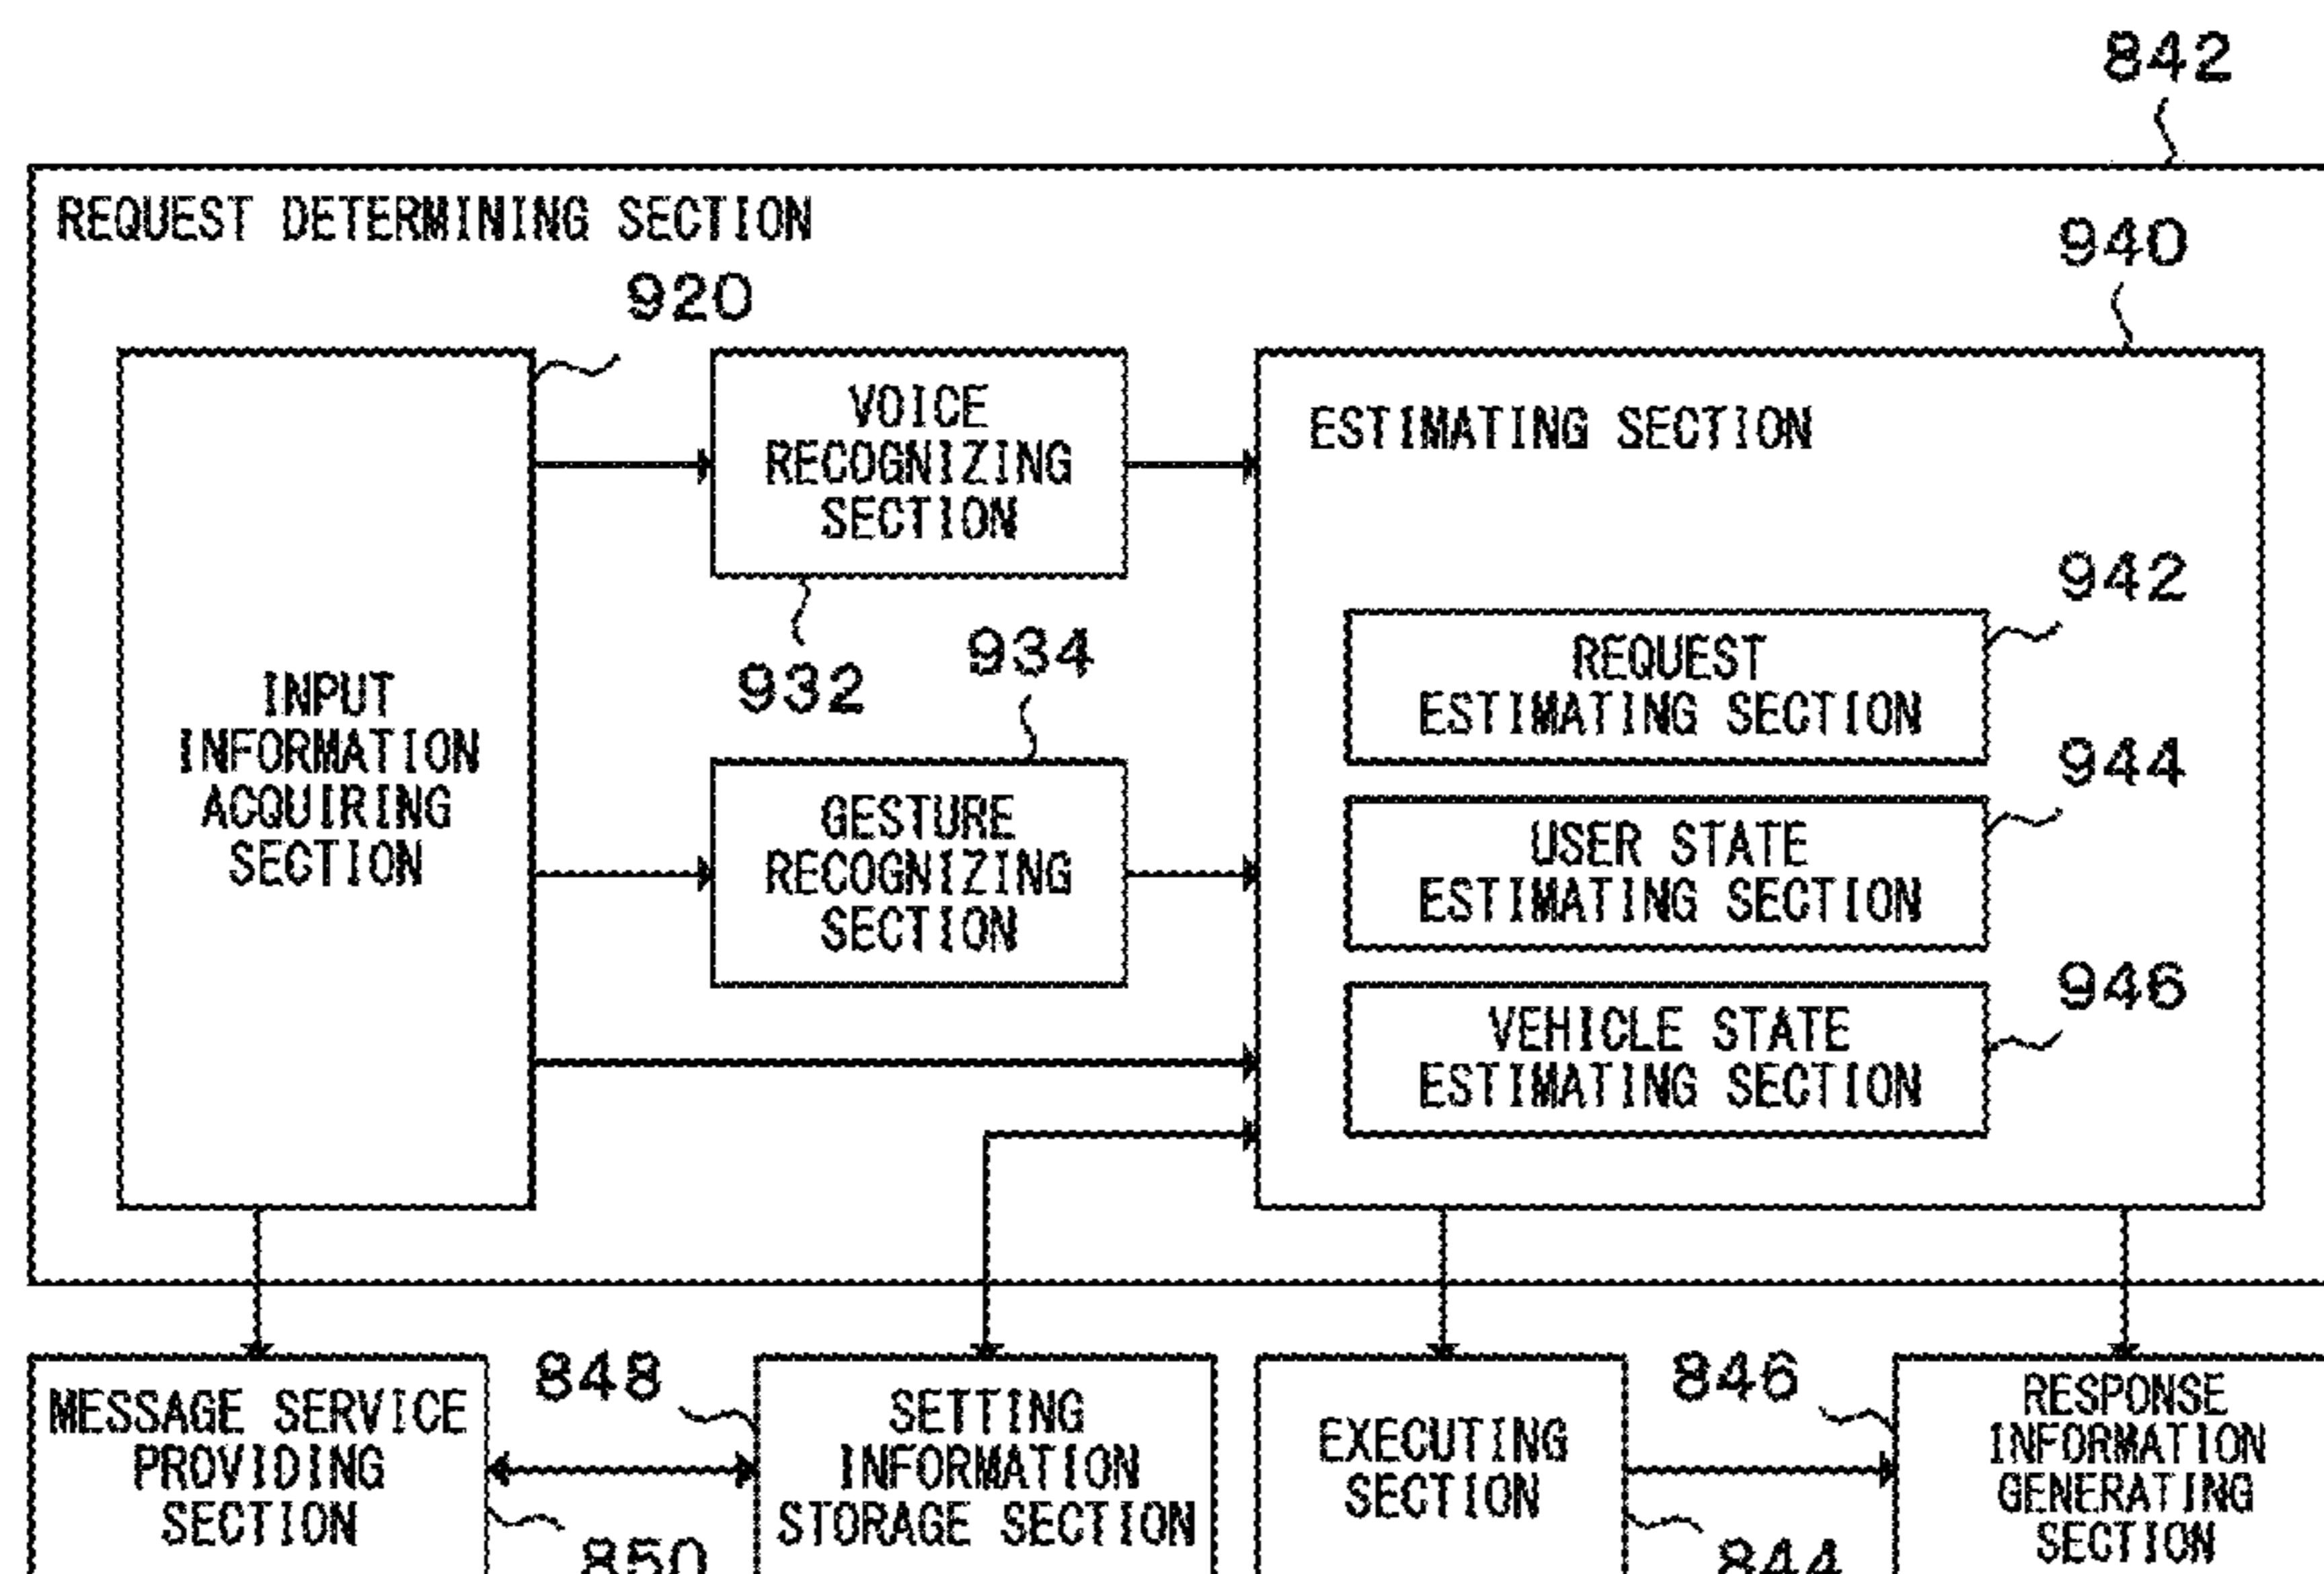 842
REQUEST DETERMINING SECTION
940
920
VOICE
RECOGNIZING
SECTION
932
ESTIMATING SECTION
942
REQUEST
ESTIMATING SECTION
934
INPUT
INFORMATION
ACQUIRING
SECTION
GESTURE
RECOGNIZING
SECTION
944
USER STATE
ESTIMATING SECTION
946
VEHICLE STATE
ESTIMATING SECTION
MESSAGE SERVICE
PROVIDING
SECTION
850
848
SETTING
INFORMATION
STORAGE SECTION
EXECUTING
SECTION
844
846
RESPONSE
INFORMATION
GENERATING
SECTION